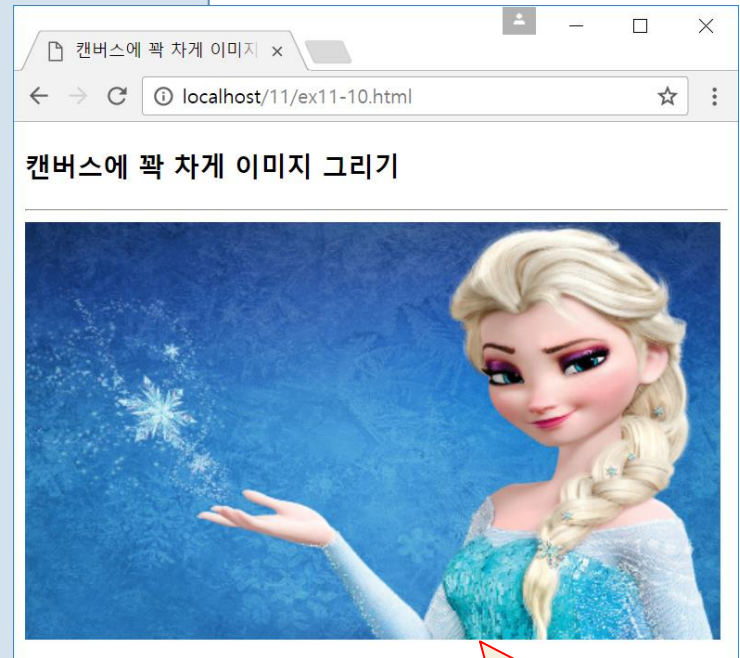 캔버스에 꽉 차게 이미지
localhost/11/ex11-10.html
캔버스에 꽉 차게 이미지 그리기